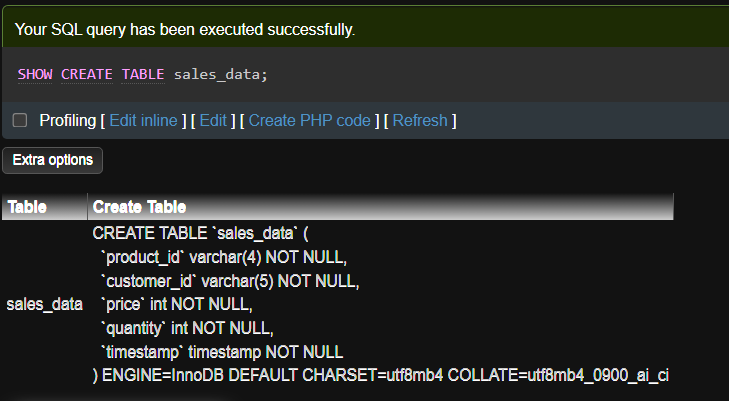 Your SQL query has been executed successfully.
SHOW CREATE TABLE sales_data;
Profiling [ Edit inline ] [ Edit ] [ Create PHP code ] [ Refresh ]
Extra options
Table Create Table
CREATE TABLE `sales_data` (
`product_id` varchar(4) NOT NULL,
`customer_id` varchar(5) NOT NULL,
sales_data `price` int NOT NULL,
`quantity` int NOT NULL,
`timestamp` timestamp NOT NULL
) ENGINE=InnoDB DEFAULT CHARSET=utf8mb4 COLLATE=utf8mb4_0900_ai_ci